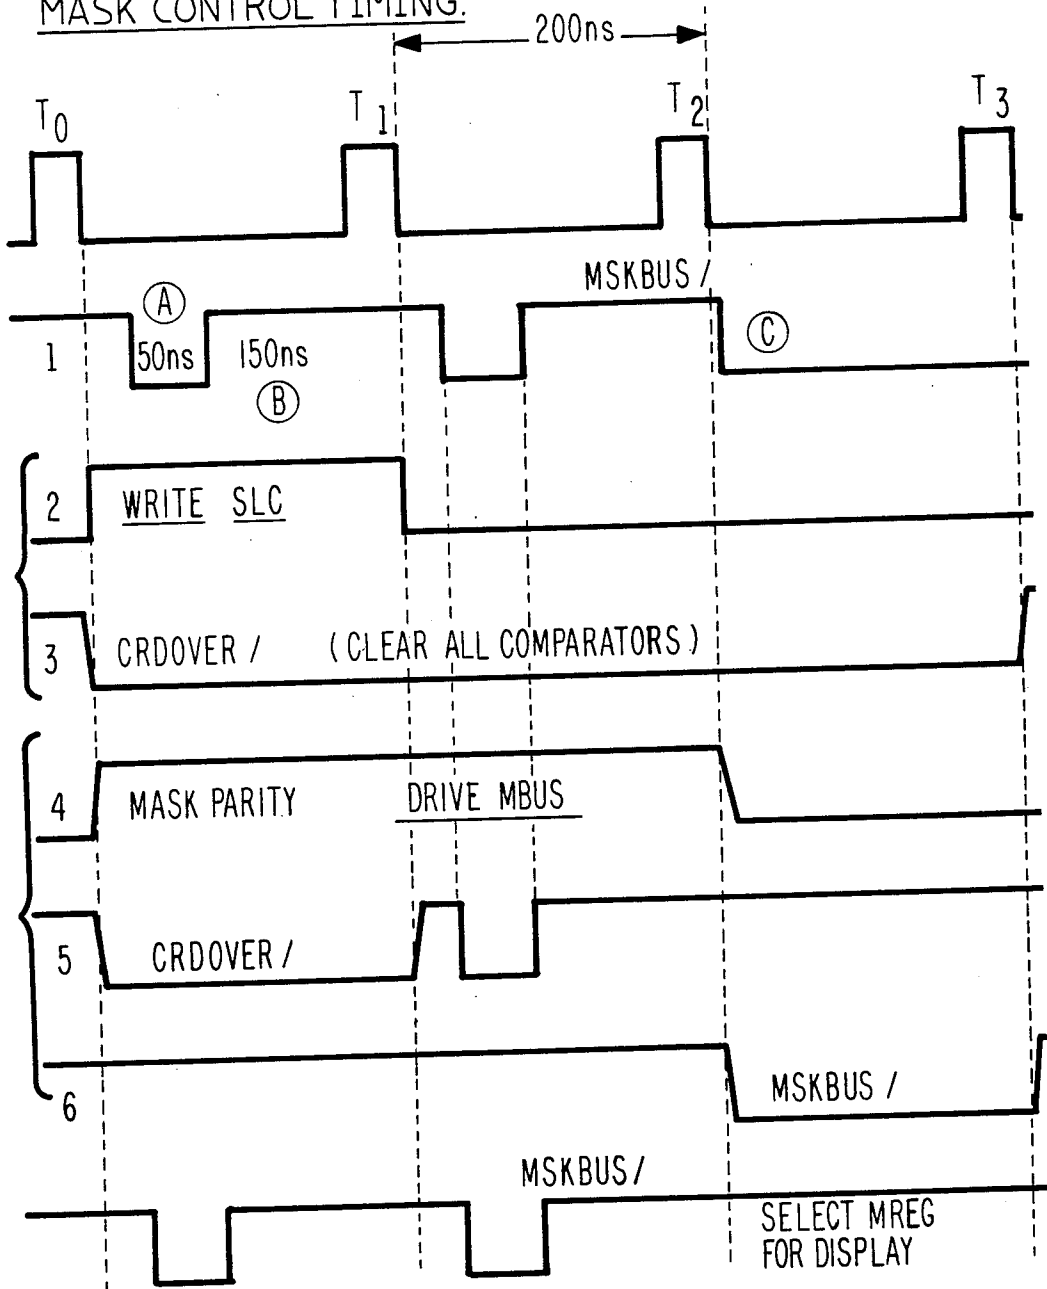 MASK CONTROL TIMING.
200ns
T0 T1 T2 T3
MSKBUS /
A
C
1 50ns 150ns
B
2 WRITE SLC
3 CRDOVER / (CLEAR ALL COMPARATORS)
4 MASK PARITY DRIVE MBUS
5 CRDOVER /
6 MSKBUS /
MSKBUS/
SELECT MREG
FOR DISPLAY